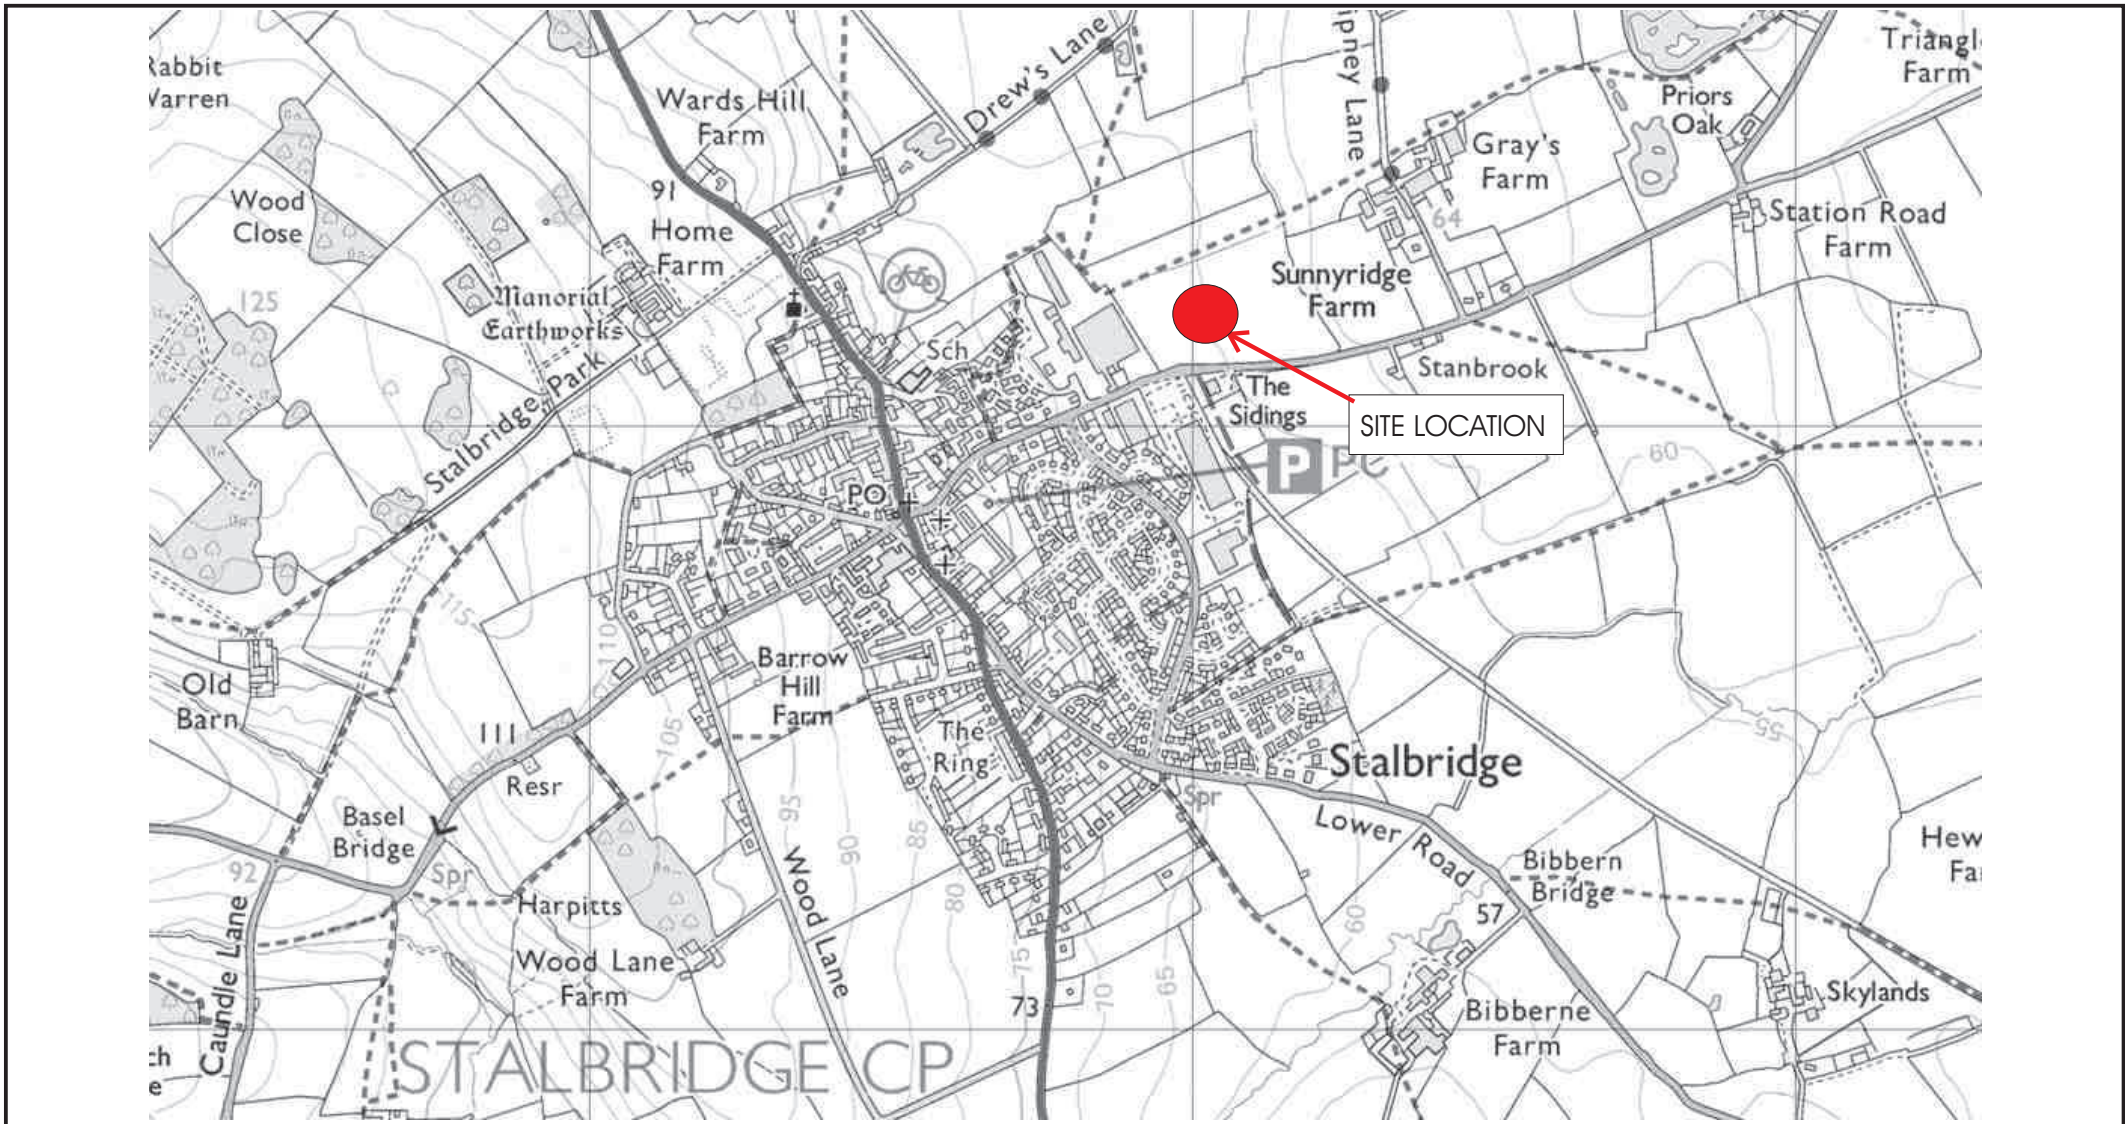 Rabbit
Warren
Wards Hill
Farm
Drew's Lane
ipney Lane
Triangl
Farm
Priors
Oak
Gray's
Farm
Wood
Close
91
Home
Farm
64
Station Road
Farm
125
Manorial
Earthworks
Sunnyridge
Farm
Sch
Stalbridge Park
The
Sidings
Stanbrook
SITE LOCATION
P
PC
60
PO
115
110
Old
Barn
Barrow
Hill
Farm
111
Resr
105
The
Ring
Stalbridge
55
Basel
Bridge
95
90
85
80
Spr
Lower Road
Bibbern
Bridge
Hew
Fa
92
Spr
Harpitts
Wood Lane
57
60
Caundle Lane
Wood Lane
Farm
75
70
65
73
Skylands
Bibberne
Farm
ch
e
STALBRIDGE CP